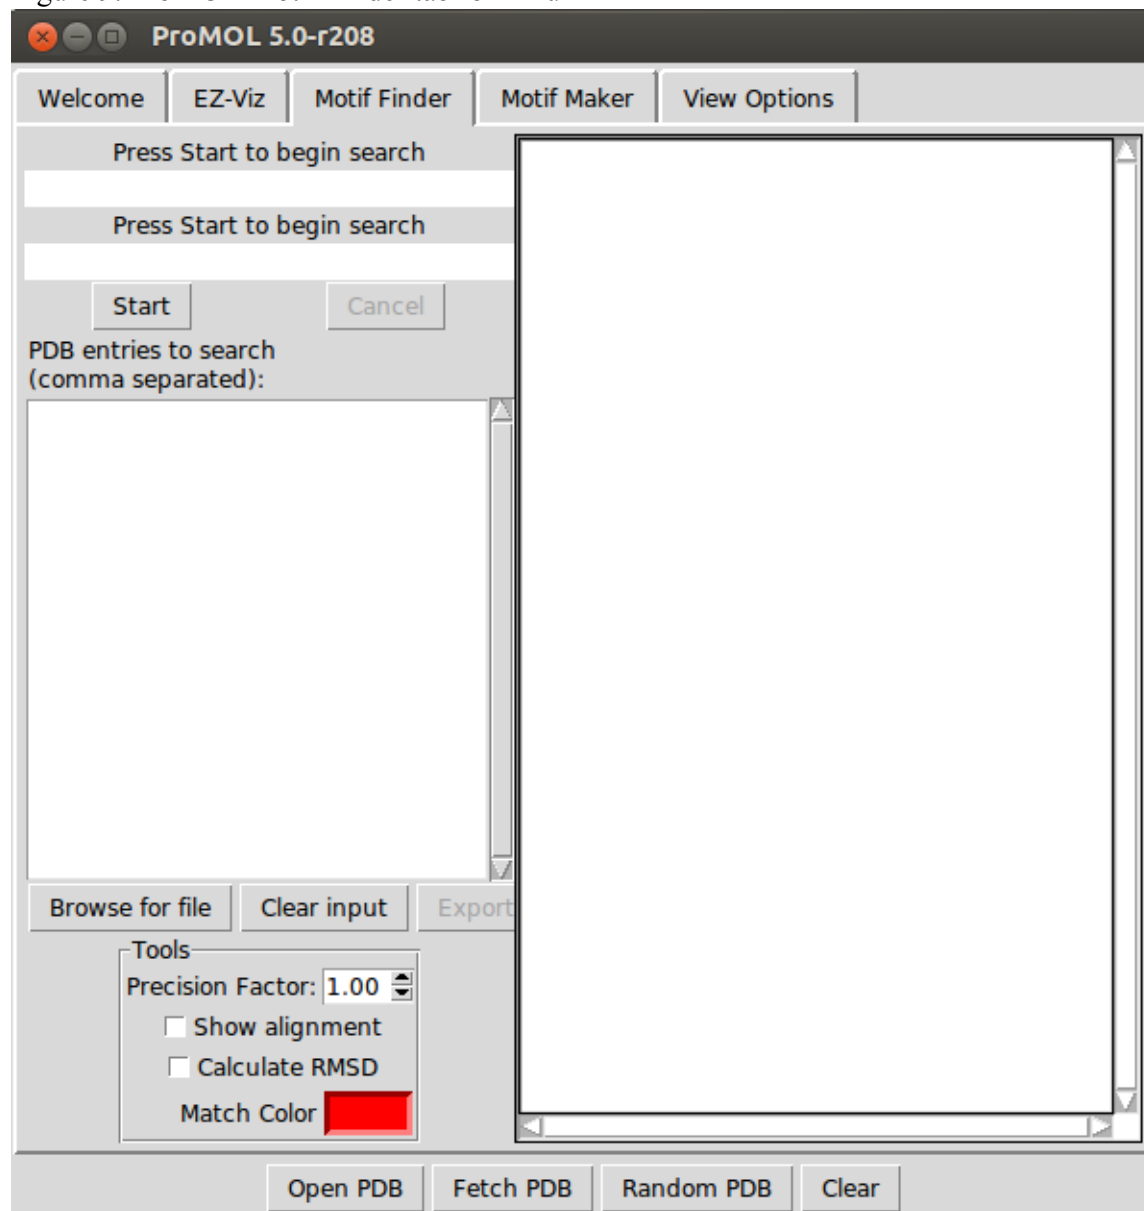 ProMOL 5.0-r208
Welcome EZ-Viz Motif Finder Motif Maker View Options
Press Start to begin search
Press Start to begin search
Start Cancel
PDB entries to search
(comma separated):
Browse for file Clear input Export
Tools
Precision Factor: 1.00
Show alignment
Calculate RMSD
Match Color
Open PDB Fetch PDB Random PDB Clear